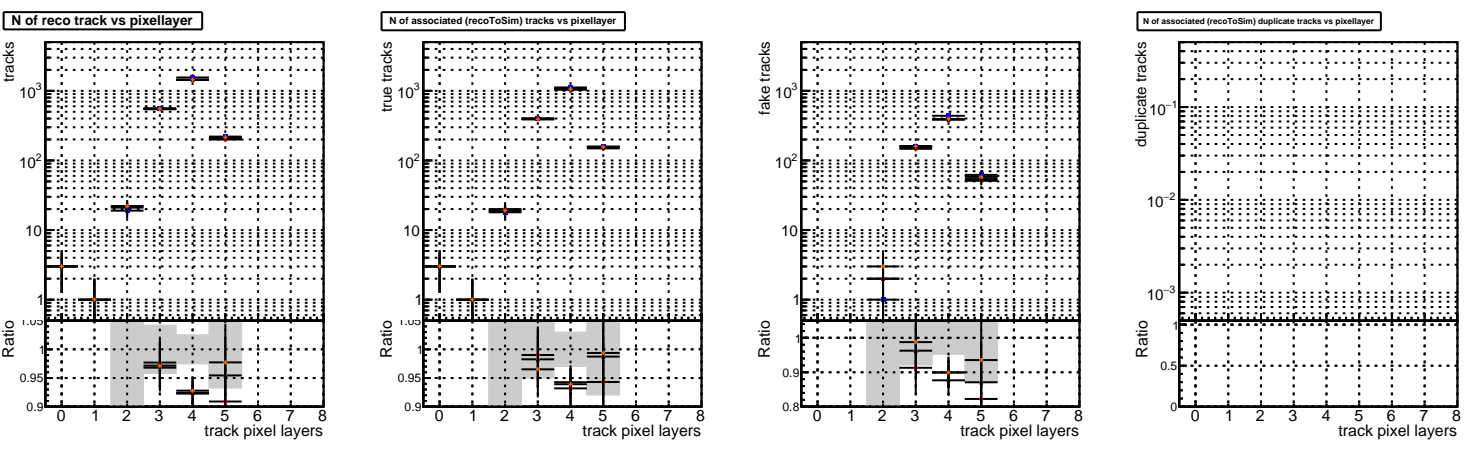 N of reco track vs pixellayer
tracks
10³
10²
10
1
Ratio
1.05
1
0.95
0.9
0 1 2 3 4 5 6 7 8
track pixel layers
N of associated (recoToSim) tracks vs pixellayer
true tracks
10³
10²
10
1
Ratio
1.05
1
0.95
0.9
0 1 2 3 4 5 6 7 8
track pixel layers
fake tracks
10³
10²
10
1
Ratio
1
0.9
0.8
0 1 2 3 4 5 6 7 8
track pixel layers
N of associated (recoToSim) duplicate tracks vs pixellayer
duplicate tracks
10⁻¹
10⁻²
10⁻³
Ratio
1
0.5
0
0 1 2 3 4 5 6 7 8
track pixel layers